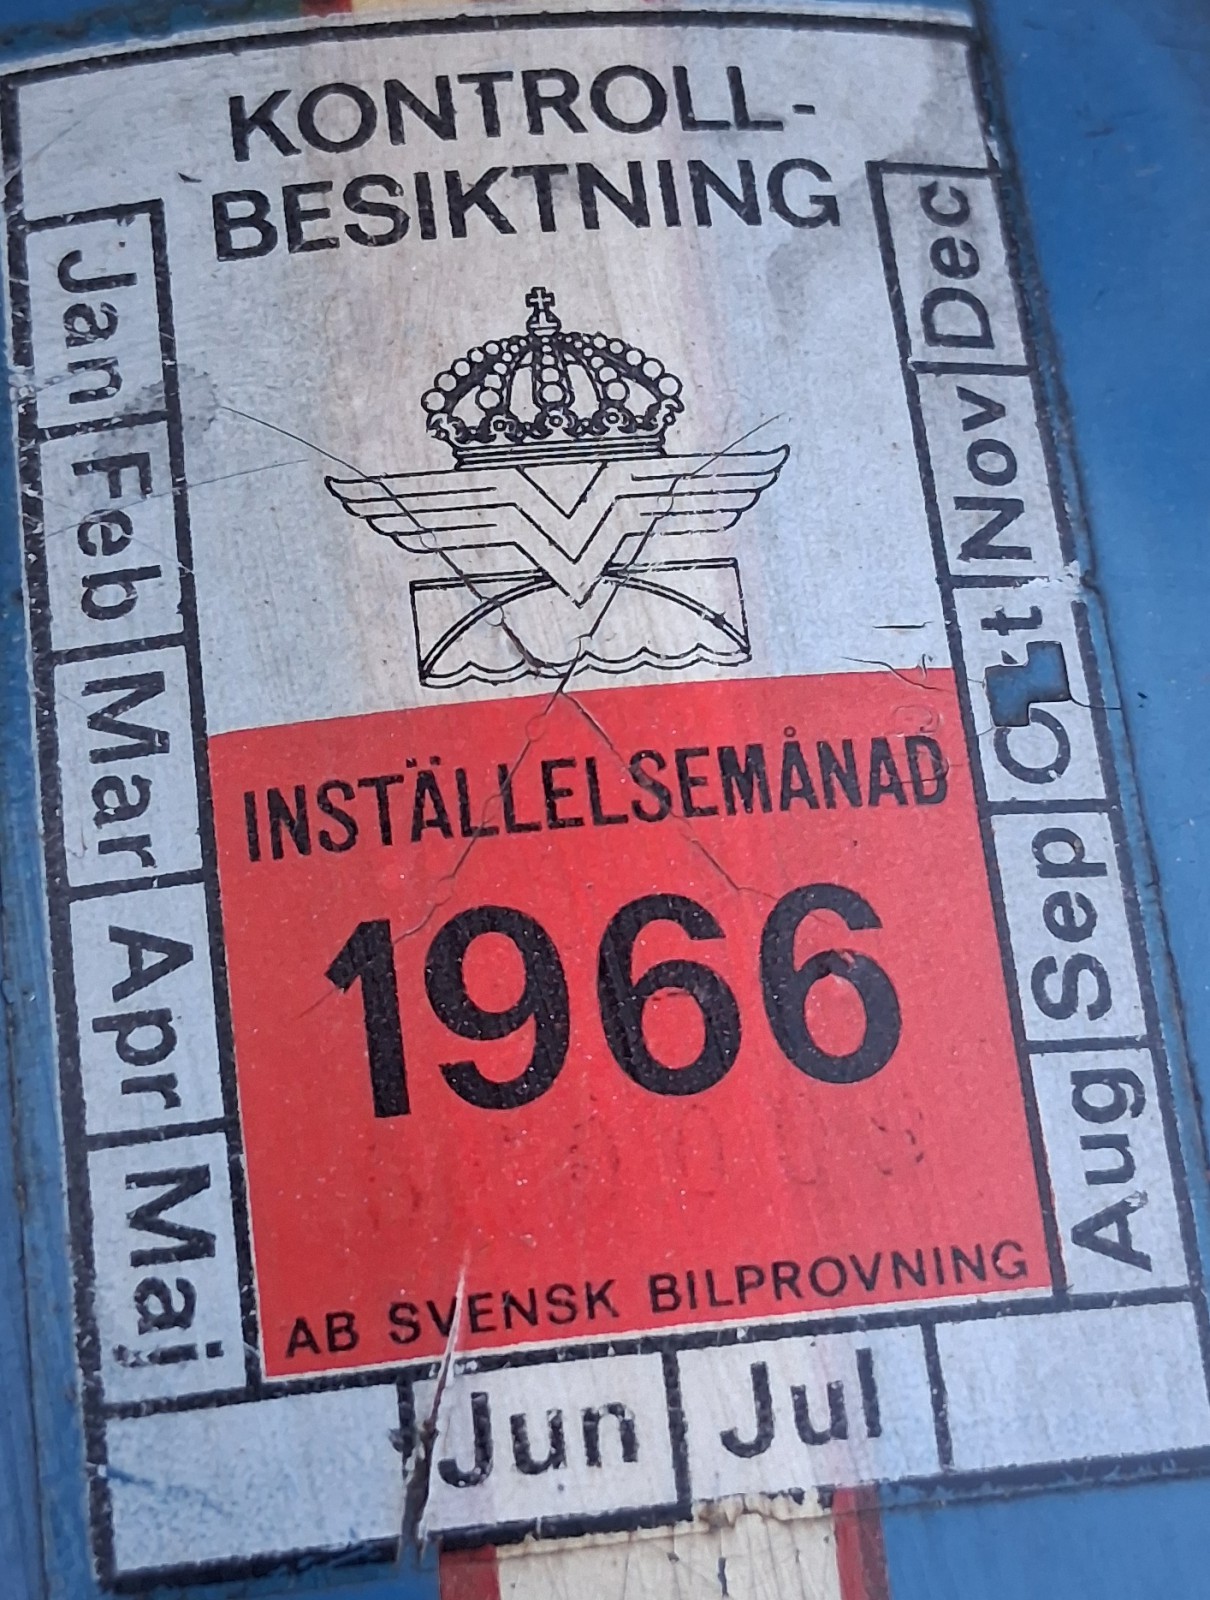 KONTROLL-
BESIKTNING
Jan
Feb
Mar
Apr
Maj
Jun
Jul
Aug
Sep
Okt
Nov
Dec
INSTÄLLELSEMÅNAD
1966
AB SVENSK BILPROVNING